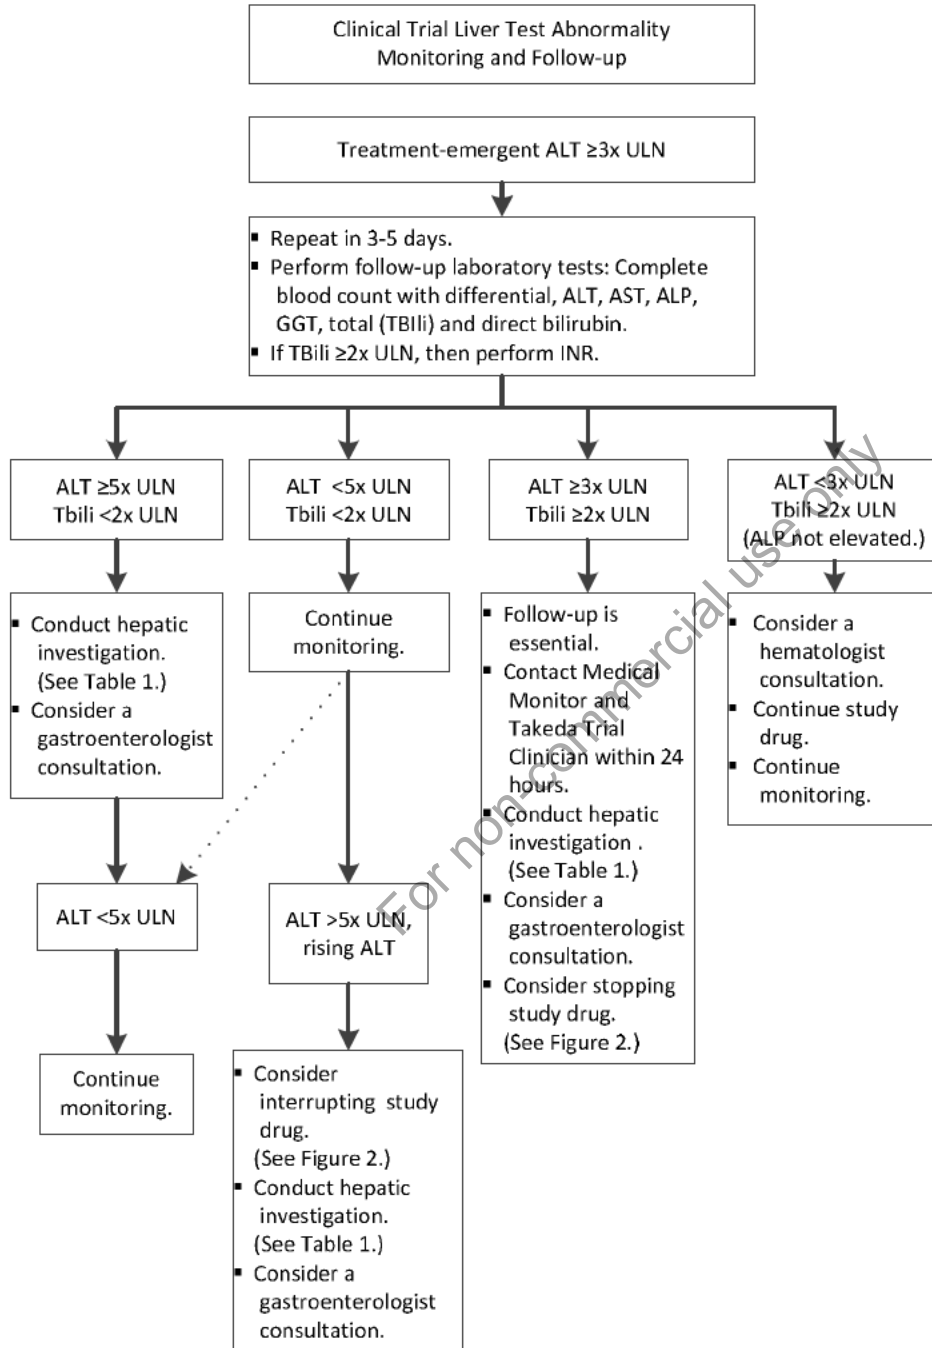 Clinical Trial Liver Test Abnormality
Monitoring and Follow-up
Treatment-emergent ALT ≥3x ULN
▪ Repeat in 3-5 days.
▪ Perform follow-up laboratory tests: Complete
blood count with differential, ALT, AST, ALP,
GGT, total (TBIli) and direct bilirubin.
▪ If TBili ≥2x ULN, then perform INR.
ALT ≥5x ULN
Tbili <2x ULN
ALT <5x ULN
Tbili <2x ULN
ALT ≥3x ULN
Tbili ≥2x ULN
ALT <3x ULN
Tbili ≥2x ULN
(ALP not elevated.)
▪ Conduct hepatic
investigation.
(See Table 1.)
▪ Consider a
gastroenterologist
consultation.
Continue
monitoring.
▪ Follow-up is
essential.
▪ Contact Medical
Monitor and
Takeda Trial
Clinician within 24
hours.
▪ Conduct hepatic
investigation .
(See Table 1.)
▪ Consider a
gastroenterologist
consultation.
▪ Consider stopping
study drug.
(See Figure 2.)
▪ Consider a
hematologist
consultation.
▪ Continue study
drug.
▪ Continue
monitoring.
ALT <5x ULN
ALT >5x ULN,
rising ALT
Continue
monitoring.
▪ Consider
interrupting study
drug.
(See Figure 2.)
▪ Conduct hepatic
investigation.
(See Table 1.)
▪ Consider a
gastroenterologist
consultation.
For non-commercial use only